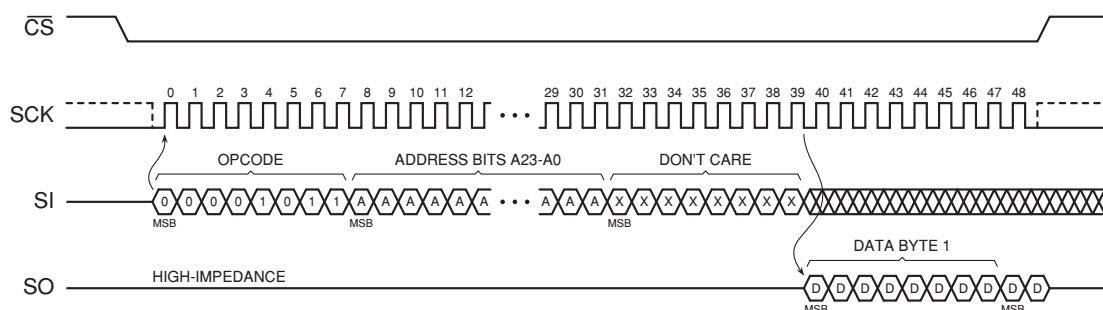 CS
0 1 2 3 4 5 6 7 8 9 10 11 12 29 30 31 32 33 34 35 36 37 38 39 40 41 42 43 44 45 46 47 48
SCK
OPCODE ADDRESS BITS A23-A0 DON'T CARE
SI 0 0 0 0 1 0 1 1 A A A A A A A A A X X X X X X X X
MSB MSB MSB
DATA BYTE 1
HIGH-IMPEDANCE
SO D D D D D D D D D D
MSB MSB